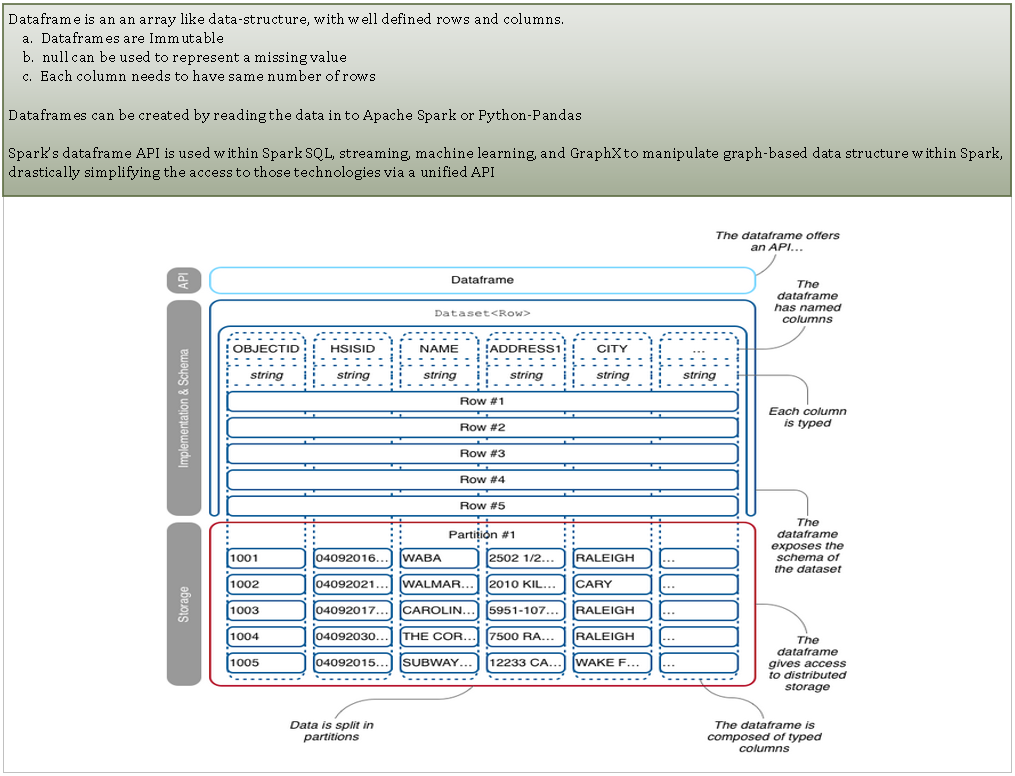 Dataframe is an an array like data-structure, with well defined rows and columns.
a. Dataframes are Immutable
b. null can be used to represent a missing value
c. Each column needs to have same number of rows
Dataframes can be created by reading the data in to Apache Spark or Python-Pandas
Spark's dataframe API is used within Spark SQL, streaming, machine learning, and GraphX to manipulate graph-based data structure within Spark,
drastically simplifying the access to those technologies via a unified API
The dataframe offers
an API...
API
Dataframe
The
dataframe
has named
columns
Implementation & Schema
Dataset<Row>
OBJECTID HSISID NAME ADDRESS1 CITY ...
string string string string string string
Each column
is typed
Row #1
Row #2
Row #3
Row #4
Row #5
The
dataframe
exposes the
schema of
the dataset
Storage
Partition #1
1001 04092016... WABA 2502 1/2... RALEIGH ...
1002 04092021... WALMAR... 2010 KIL... CARY ...
1003 04092017... CAROLIN... 5951-107... RALEIGH ...
1004 04092030... THE COR... 7500 RA... RALEIGH ...
1005 04092015... SUBWAY... 12233 CA... WAKE F... ...
The
dataframe
gives access
to distributed
storage
Data is split in
partitions
The dataframe is
composed of typed
columns